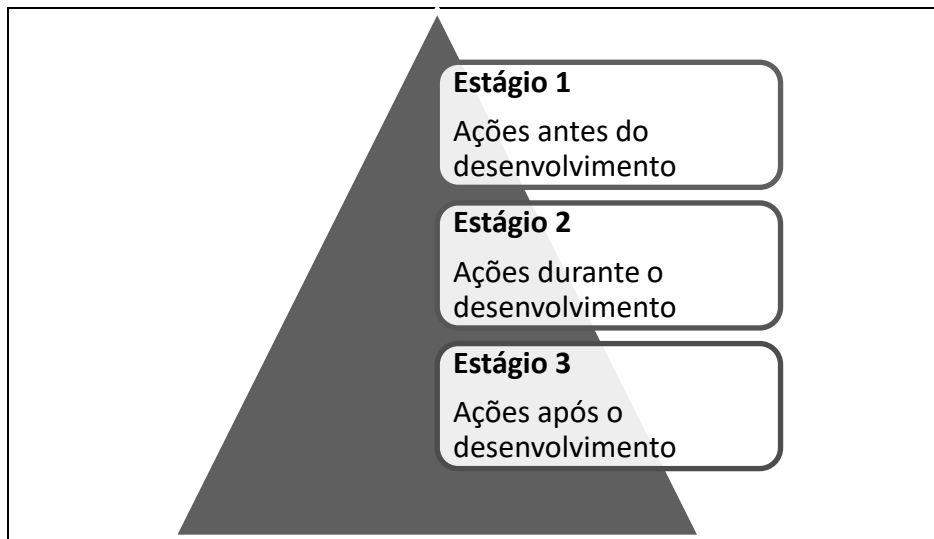 Estágio 1
Ações antes do
desenvolvimento
Estágio 2
Ações durante o
desenvolvimento
Estágio 3
Ações após o
desenvolvimento